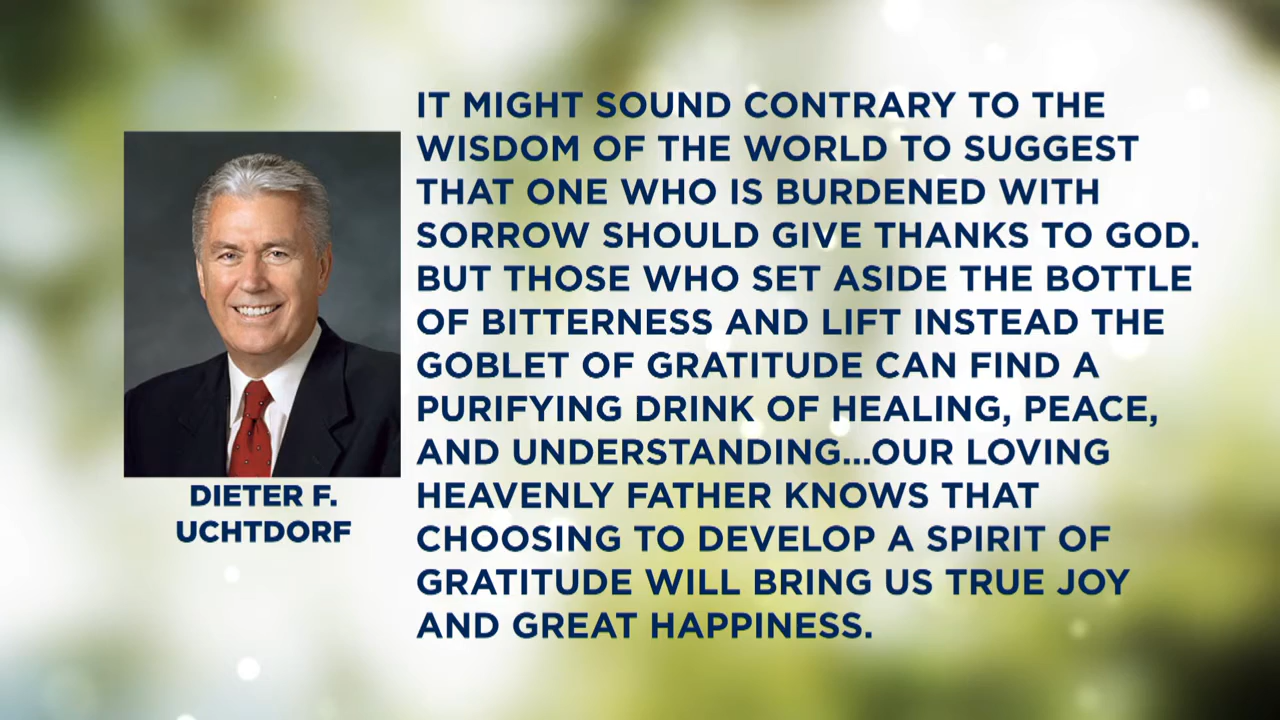 IT MIGHT SOUND CONTRARY TO THE
WISDOM OF THE WORLD TO SUGGEST
THAT ONE WHO IS BURDENED WITH
SORROW SHOULD GIVE THANKS TO GOD.
BUT THOSE WHO SET ASIDE THE BOTTLE
OF BITTERNESS AND LIFT INSTEAD THE
GOBLET OF GRATITUDE CAN FIND A
PURIFYING DRINK OF HEALING, PEACE,
AND UNDERSTANDING...OUR LOVING
HEAVENLY FATHER KNOWS THAT
CHOOSING TO DEVELOP A SPIRIT OF
GRATITUDE WILL BRING US TRUE JOY
AND GREAT HAPPINESS.
DIETER F.
UCHTDORF